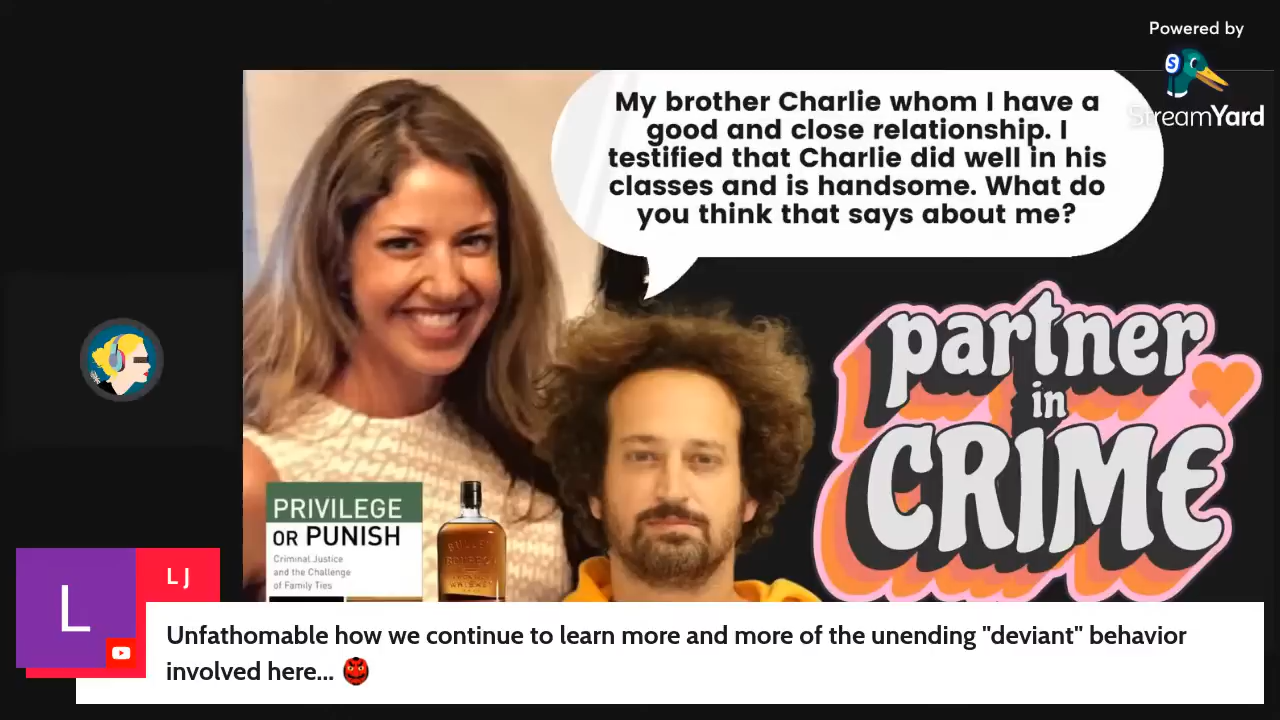 Powered by
StreamYard
My brother Charlie whom I have a
good and close relationship. I
testified that Charlie did well in his
classes and is handsome. What do
you think that says about me?
partner
in
CRIME
PRIVILEGE
OR PUNISH
Criminal Justice
and the Challenge
of Family Ties
BULLEIT
BOURBON
WHISKEY
L
L J
Unfathomable how we continue to learn more and more of the unending "deviant" behavior
involved here... 👹